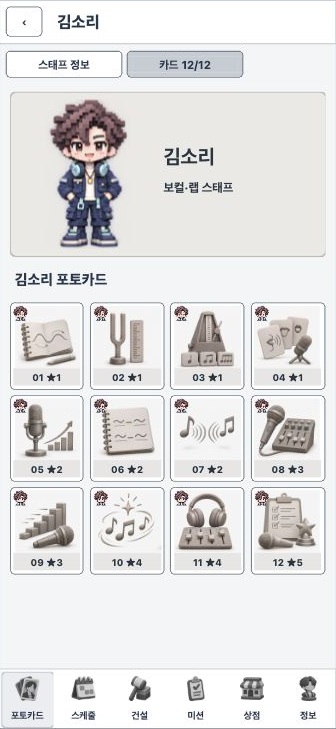 ‹ 김소리
스태프 정보 카드 12/12
김소리
보컬·랩 스태프
김소리 포토카드
01 ★1 02 ★1 03 ★1 04 ★1
05 ★2 06 ★2 07 ★2 08 ★3
09 ★3 10 ★4 11 ★4 12 ★5
포토카드 스케줄 건설 미션 상점 정보